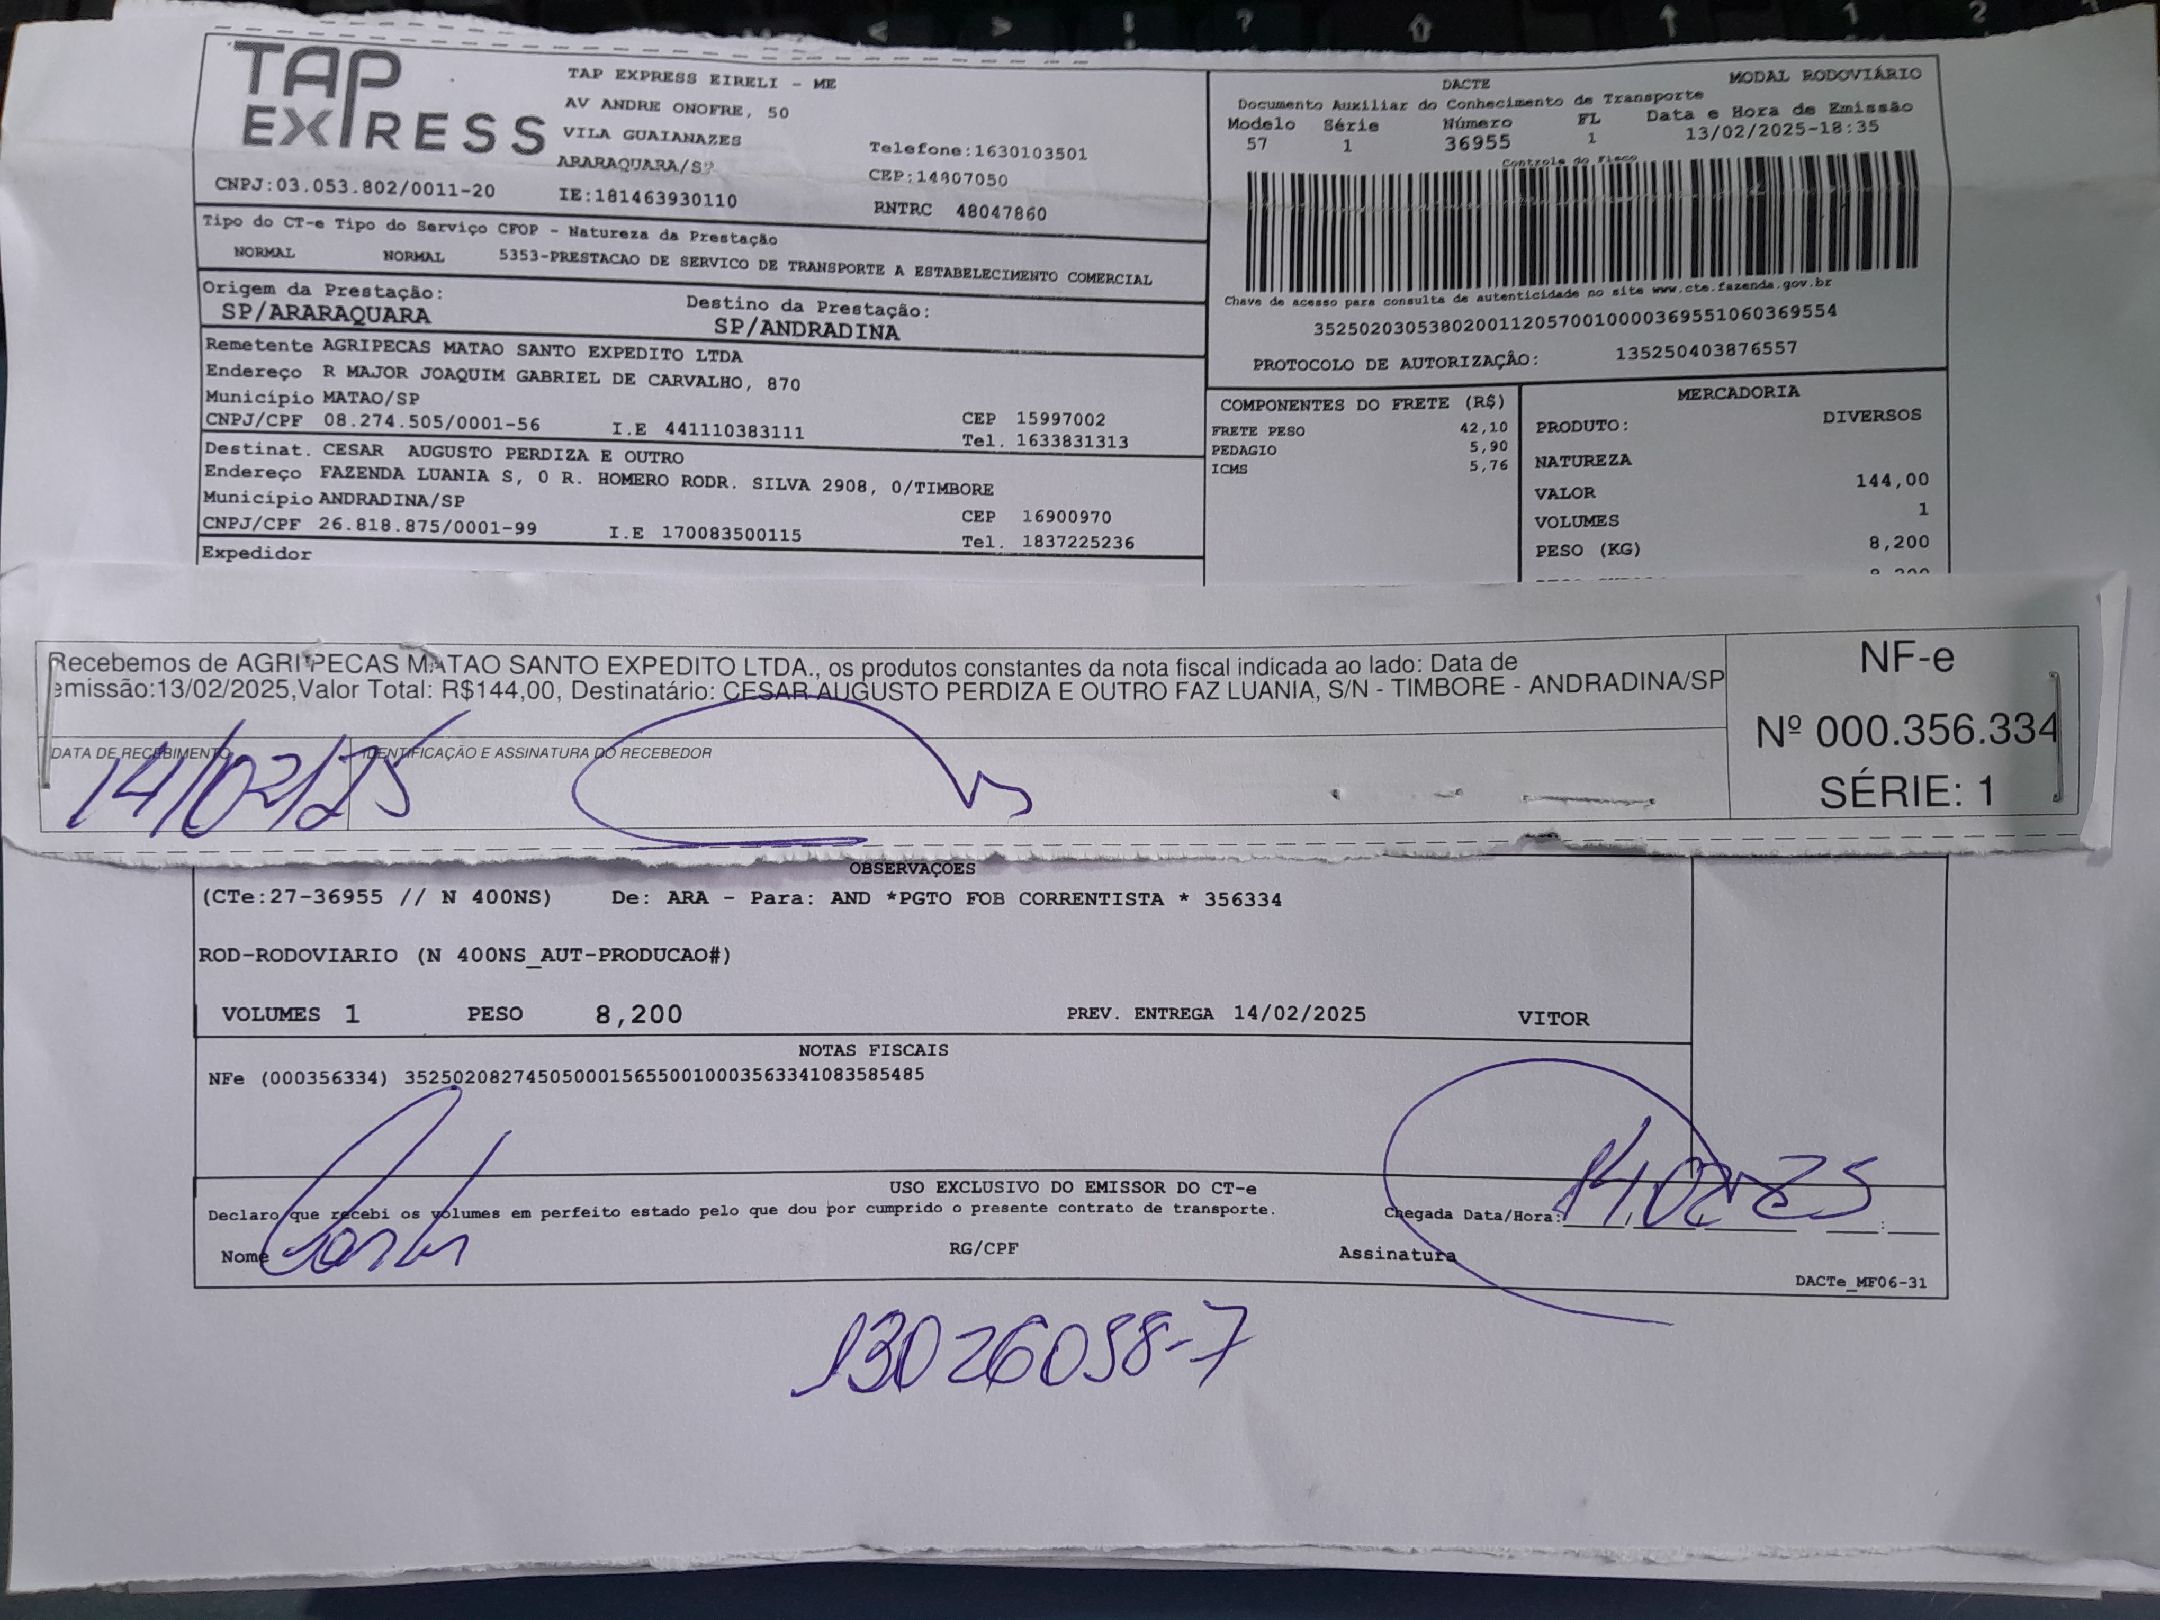 TAP EXPRESS
TAP EXPRESS EIRELI - ME
AV ANDRE ONOFRE, 50
VILA GUAIANAZES
ARARAQUARA/SP
Telefone:1630103501
CEP:14807050
CNPJ:03.053.802/0011-20 IE:181463930110 RNTRC 48047860
DACTE MODAL RODOVIÁRIO
Documento Auxiliar do Conhecimento de Transporte
Modelo Série Número FL Data e Hora de Emissão
57 1 36955 1 13/02/2025-18:35
Controle do Fisco
Chave de acesso para consulta de autenticidade no site www.cte.fazenda.gov.br
35250203053802001120570010000369551060369554
PROTOCOLO DE AUTORIZAÇÃO: 135250403876557
Tipo do CT-e Tipo do Serviço CFOP - Natureza da Prestação
NORMAL NORMAL 5353-PRESTACAO DE SERVICO DE TRANSPORTE A ESTABELECIMENTO COMERCIAL
Origem da Prestação: Destino da Prestação:
SP/ARARAQUARA SP/ANDRADINA
Remetente AGRIPECAS MATAO SANTO EXPEDITO LTDA
Endereço R MAJOR JOAQUIM GABRIEL DE CARVALHO, 870
Município MATAO/SP CEP 15997002
CNPJ/CPF 08.274.505/0001-56 I.E 441110383111 Tel. 1633831313
Destinat. CESAR AUGUSTO PERDIZA E OUTRO
Endereço FAZENDA LUANIA S, 0 R. HOMERO RODR. SILVA 2908, 0/TIMBORE
Município ANDRADINA/SP CEP 16900970
CNPJ/CPF 26.818.875/0001-99 I.E 170083500115 Tel. 1837225236
Expedidor
COMPONENTES DO FRETE (R$)
FRETE PESO 42,10
PEDAGIO 5,90
ICMS 5,76
MERCADORIA
PRODUTO: DIVERSOS
NATUREZA
VALOR 144,00
VOLUMES 1
PESO (KG) 8,200
Recebemos de AGRI PECAS MATAO SANTO EXPEDITO LTDA., os produtos constantes da nota fiscal indicada ao lado: Data de
emissão:13/02/2025,Valor Total: R$144,00, Destinatário: CESAR AUGUSTO PERDIZA E OUTRO FAZ LUANIA, S/N - TIMBORE - ANDRADINA/SP
DATA DE RECEBIMENTO IDENTIFICAÇÃO E ASSINATURA DO RECEBEDOR
14/02/25
NF-e
Nº 000.356.334
SÉRIE: 1
OBSERVAÇOES
(CTe:27-36955 // N 400NS) De: ARA - Para: AND *PGTO FOB CORRENTISTA * 356334
ROD-RODOVIARIO (N 400NS_AUT-PRODUCAO#)
VOLUMES 1 PESO 8,200 PREV. ENTREGA 14/02/2025 VITOR
NOTAS FISCAIS
NFe (000356334) 35250208274505000156550010003563341083585485
USO EXCLUSIVO DO EMISSOR DO CT-e
Declaro que recebi os volumes em perfeito estado pelo que dou por cumprido o presente contrato de transporte. Chegada Data/Hora: 14.02.25
Nome RG/CPF Assinatura
DACTe_MF06-31
13026058-7